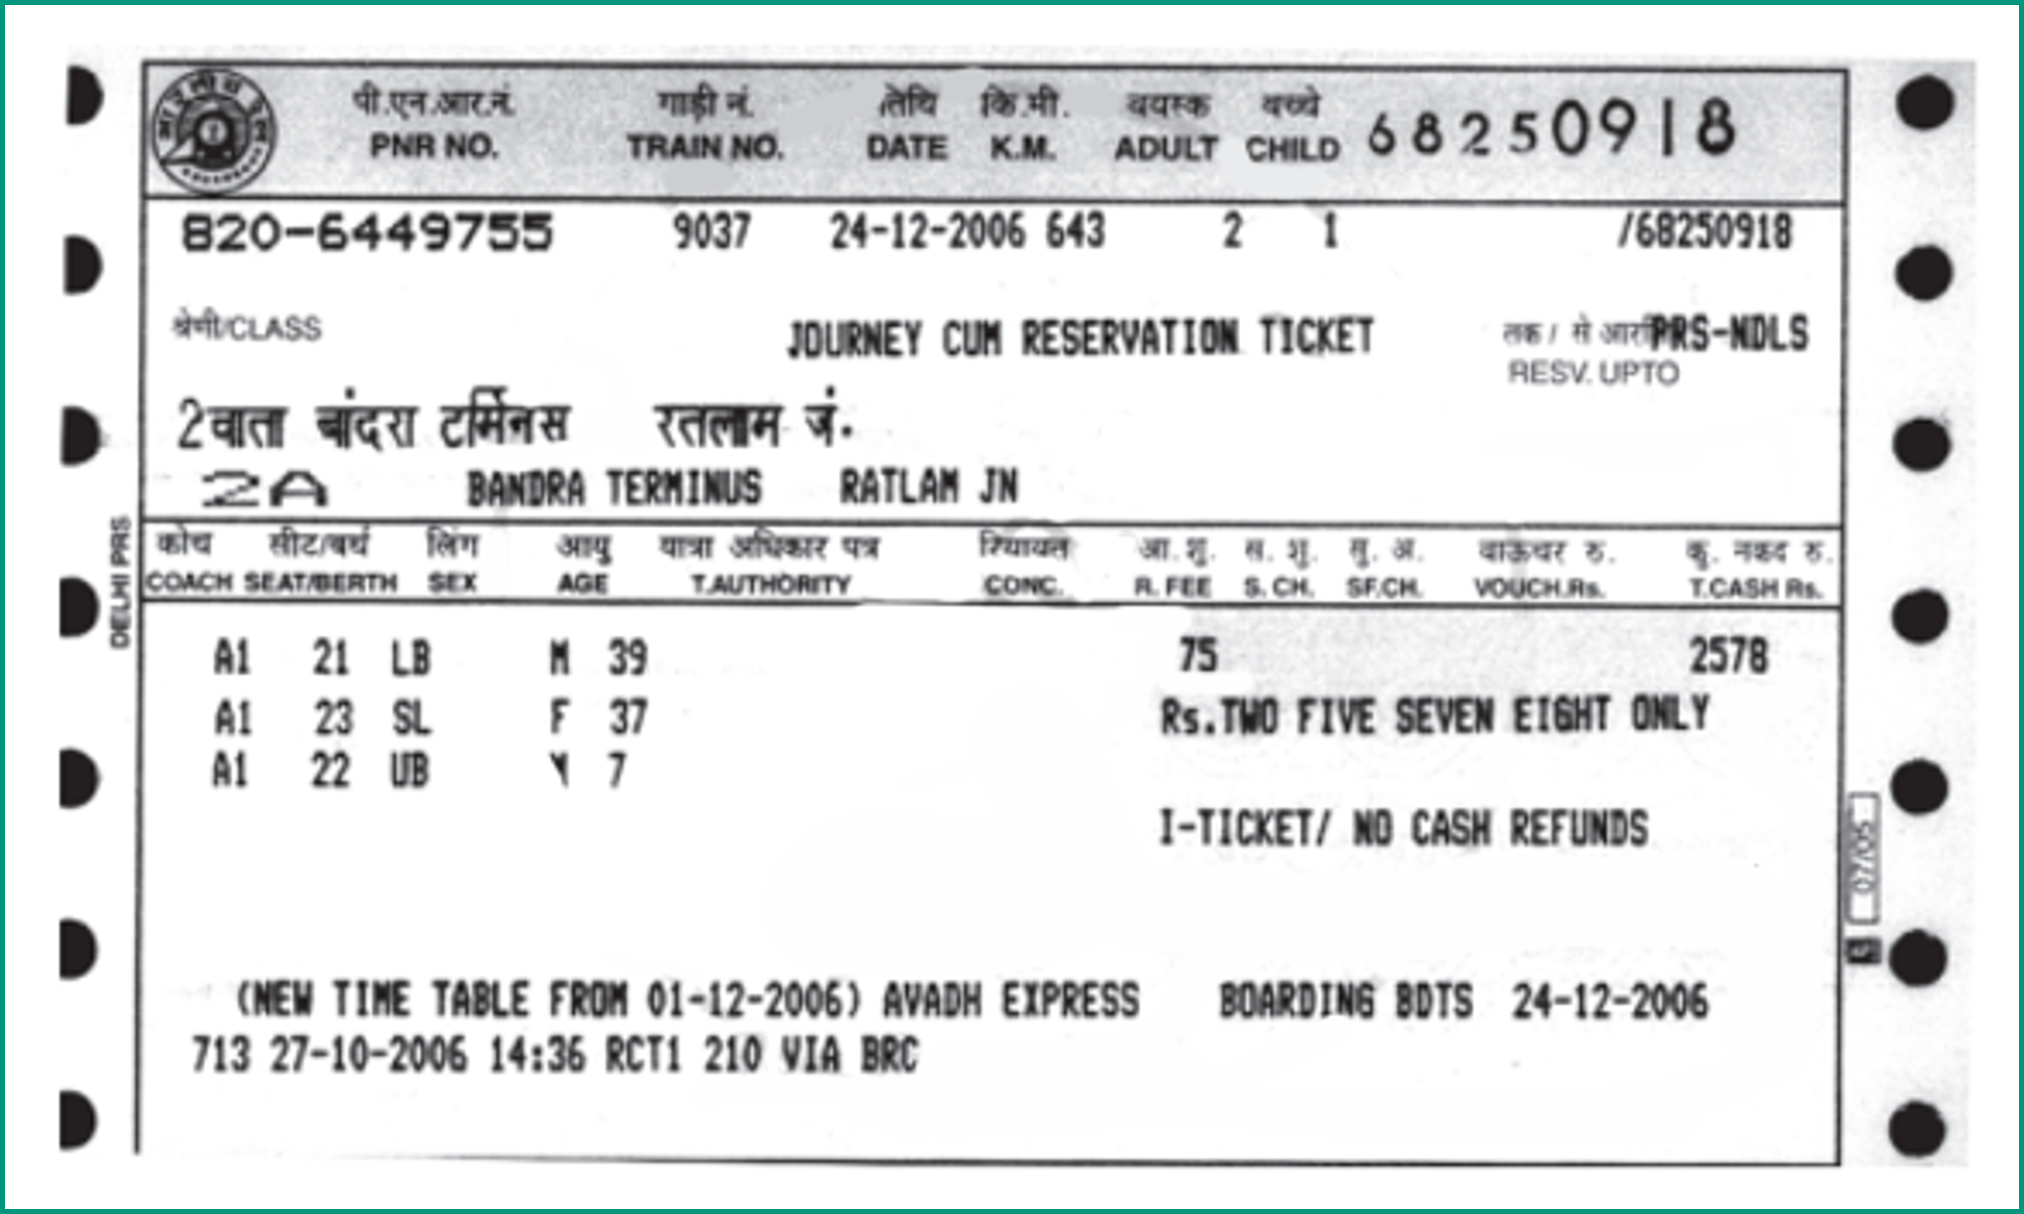 पी.एन.आर.नं. गाड़ी नं. तिथि कि.मी. वयस्क बच्चे 68250918
PNR NO. TRAIN NO. DATE K.M. ADULT CHILD
820-6449755 9037 24-12-2006 643 2 1 /68250918
श्रेणी/CLASS JOURNEY CUM RESERVATION TICKET तक / से PRS-NDLS
RESV. UPTO
2वाता बांदरा टर्मिनस रतलाम जं.
2A BANDRA TERMINUS RATLAM JN
कोच सीट/बर्थ लिंग आयु यात्रा अधिकार पत्र रियायत आ.शु. स.शु. सु.अ. वाऊचर रु. कु. नकद रु.
COACH SEAT/BERTH SEX AGE T.AUTHORITY CONC. R. FEE S. CH. SF.CH. VOUCH.Rs. T.CASH Rs.
A1 21 LB M 39 75 2578
A1 23 SL F 37 Rs.TWO FIVE SEVEN EIGHT ONLY
A1 22 UB 7
I-TICKET/ NO CASH REFUNDS
(NEW TIME TABLE FROM 01-12-2006) AVADH EXPRESS BOARDING BDTS 24-12-2006
713 27-10-2006 14:36 RCT1 210 VIA BRC
DELHI PRS
07/05